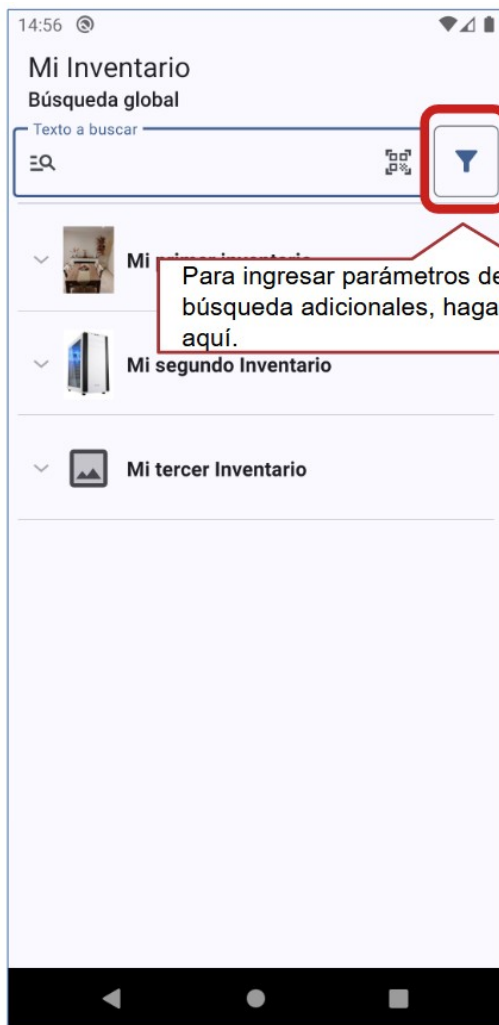 14:56
Mi Inventario
Búsqueda global
Texto a buscar
Mi
Para ingresar parámetros de
búsqueda adicionales, haga
aquí.
Mi segundo Inventario
Mi tercer Inventario